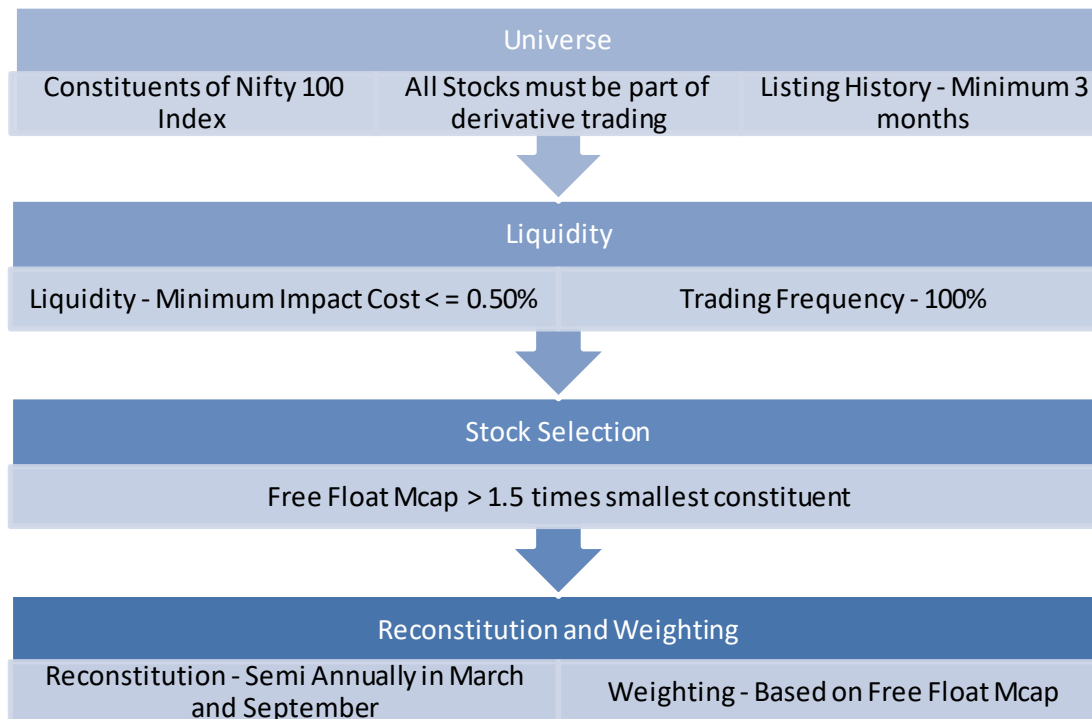 Universe
Constituents of Nifty 100
Index
All Stocks must be part of
derivative trading
Listing History - Minimum 3
months
Liquidity
Liquidity - Minimum Impact Cost < = 0.50%
Trading Frequency - 100%
Stock Selection
Free Float Mcap > 1.5 times smallest constituent
Reconstitution and Weighting
Reconstitution - Semi Annually in March
and September
Weighting - Based on Free Float Mcap